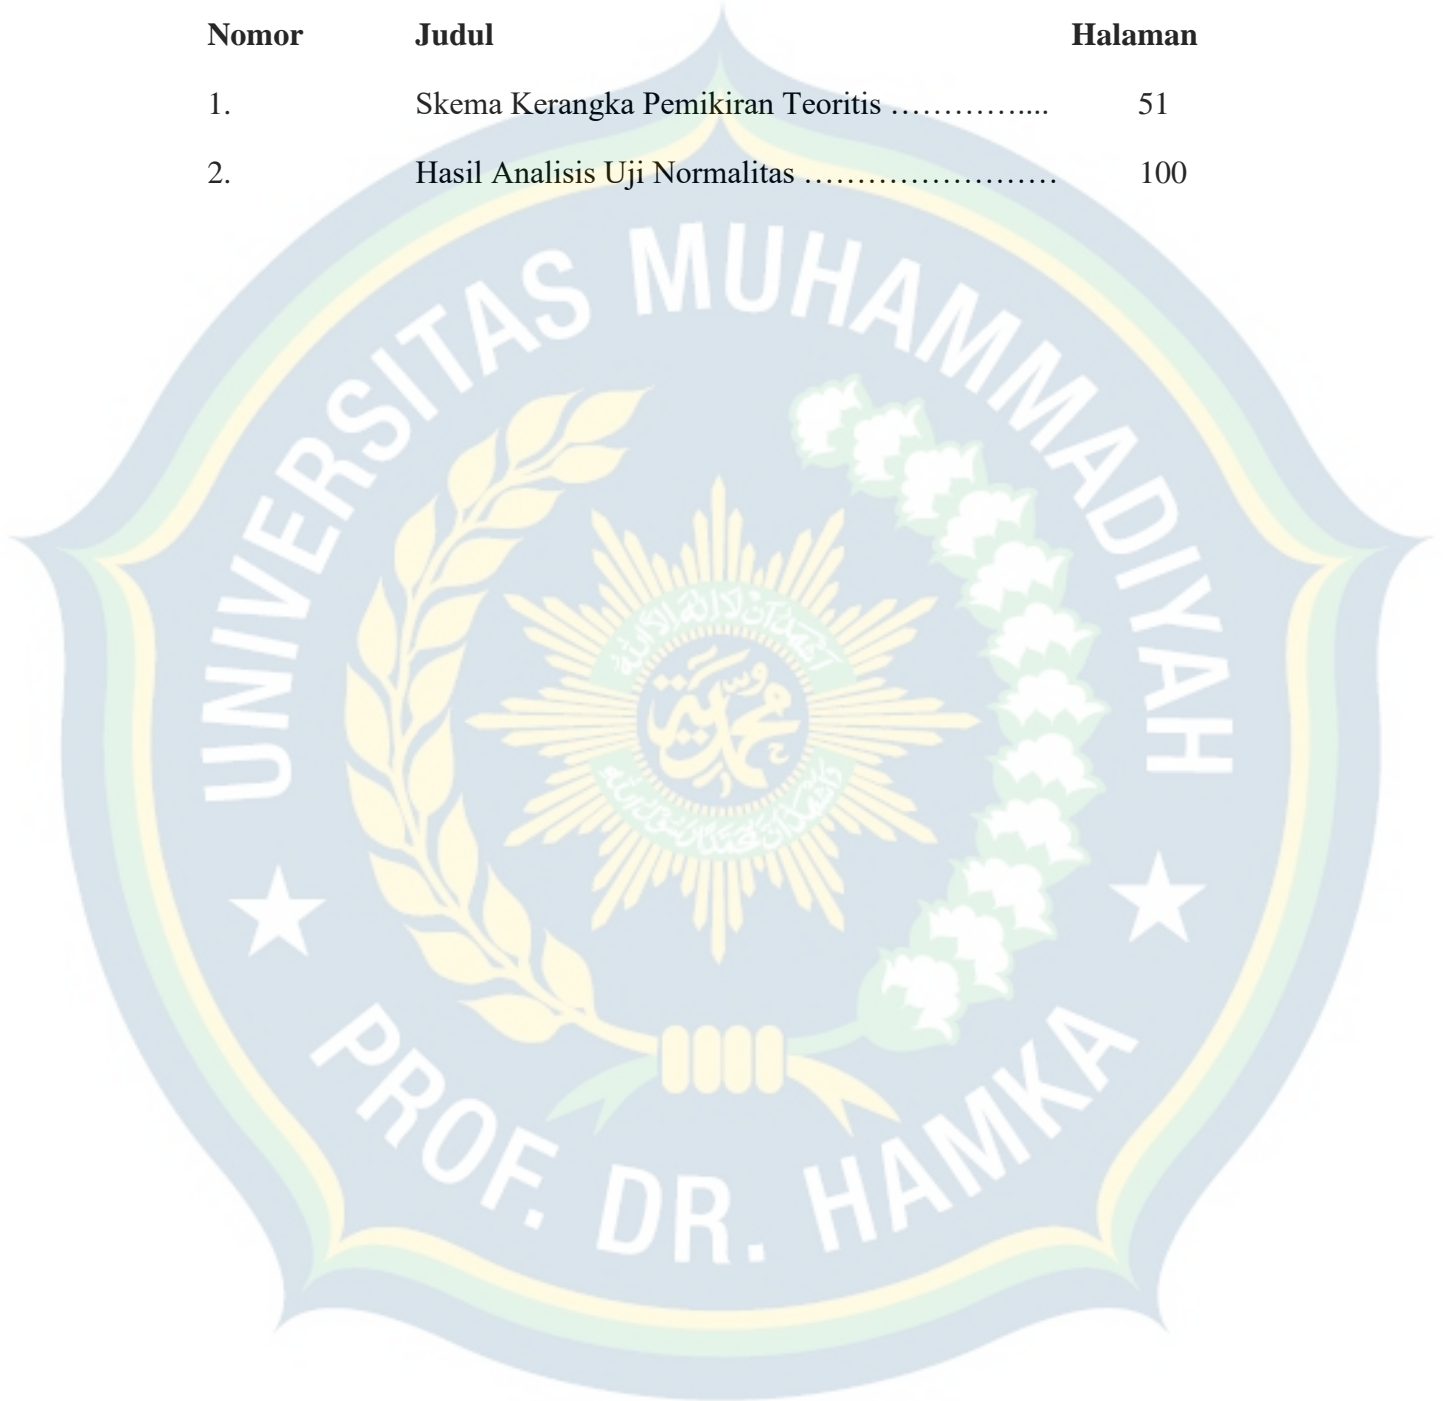 Nomor Judul Halaman
1. Skema Kerangka Pemikiran Teoritis ………….... 51
2. Hasil Analisis Uji Normalitas …………………… 100
UNIVERSITAS MUHAMMADIYAH
محمدية
PROF. DR. HAMKA